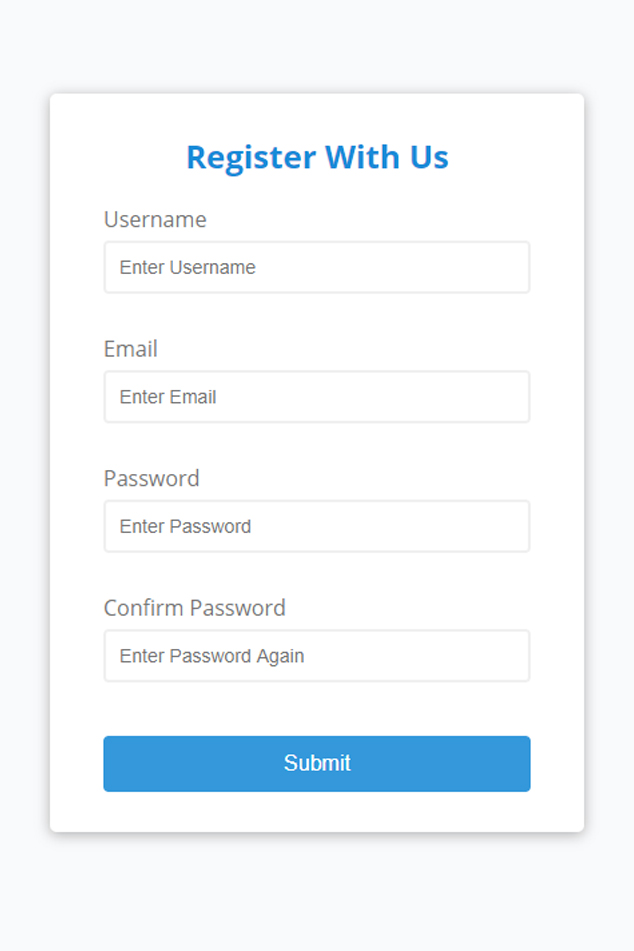 Register With Us
Username
Enter Username
Email
Enter Email
Password
Enter Password
Confirm Password
Enter Password Again
Submit